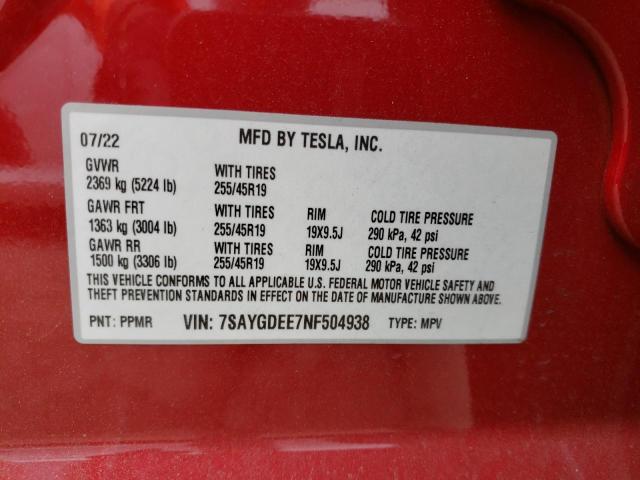 07/22 MFD BY TESLA, INC.
GVWR WITH TIRES
2369 kg (5224 lb) 255/45R19
GAWR FRT WITH TIRES RIM COLD TIRE PRESSURE
1363 kg (3004 lb) 255/45R19 19X9.5J 290 kPa, 42 psi
GAWR RR WITH TIRES RIM COLD TIRE PRESSURE
1500 kg (3306 lb) 255/45R19 19X9.5J 290 kPa, 42 psi
THIS VEHICLE CONFORMS TO ALL APPLICABLE U.S. FEDERAL MOTOR VEHICLE SAFETY AND
THEFT PREVENTION STANDARDS IN EFFECT ON THE DATE OF MANUFACTURE SHOWN ABOVE.
PNT: PPMR VIN: 7SAYGDEE7NF504938 TYPE: MPV